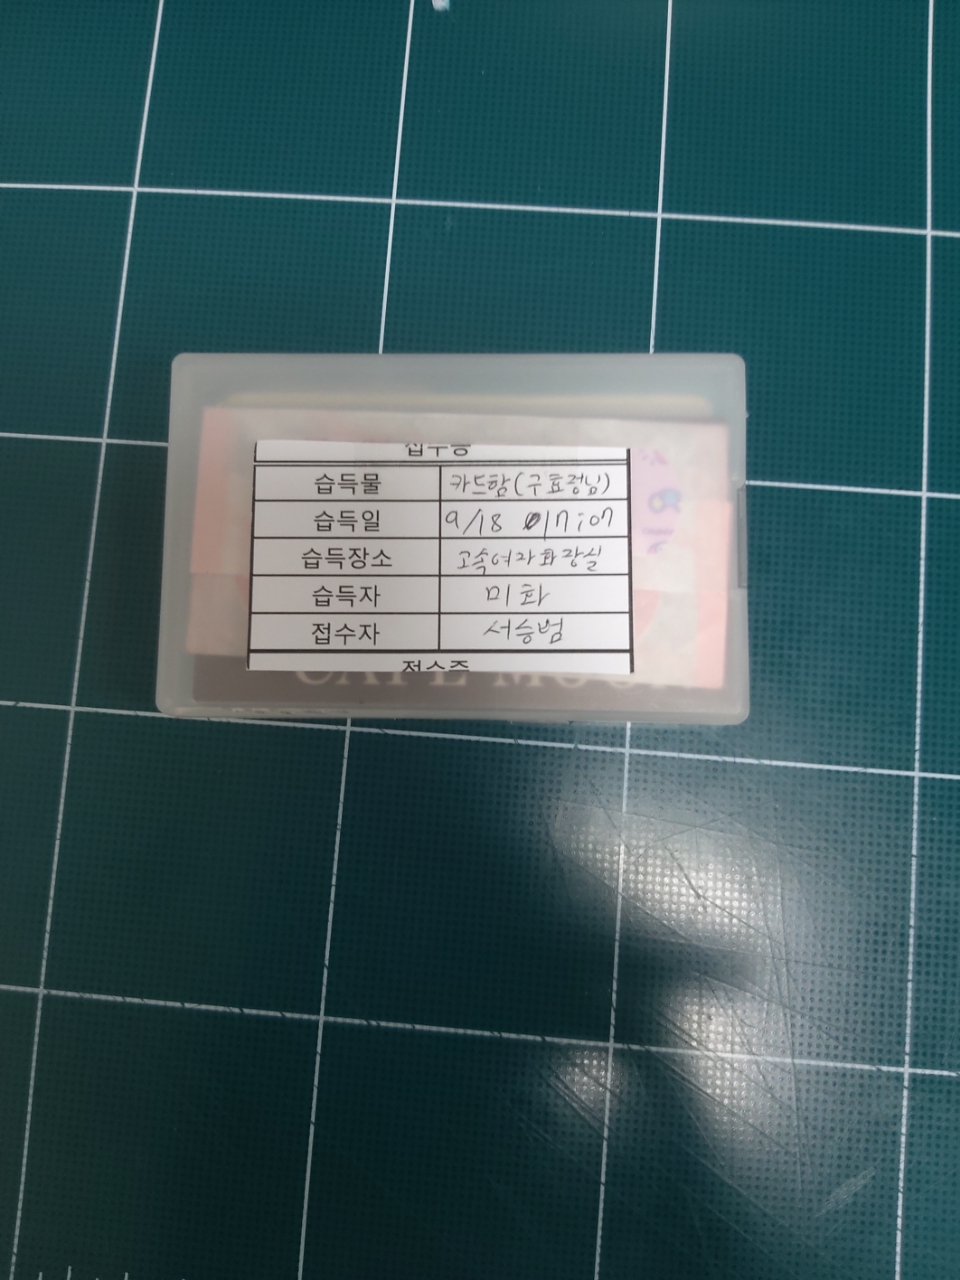 접수증
습득물 카드함(구효정님)
습득일 9/18 17:07
습득장소 고속여자화장실
습득자 미화
접수자 서승범
접수증
CAFE